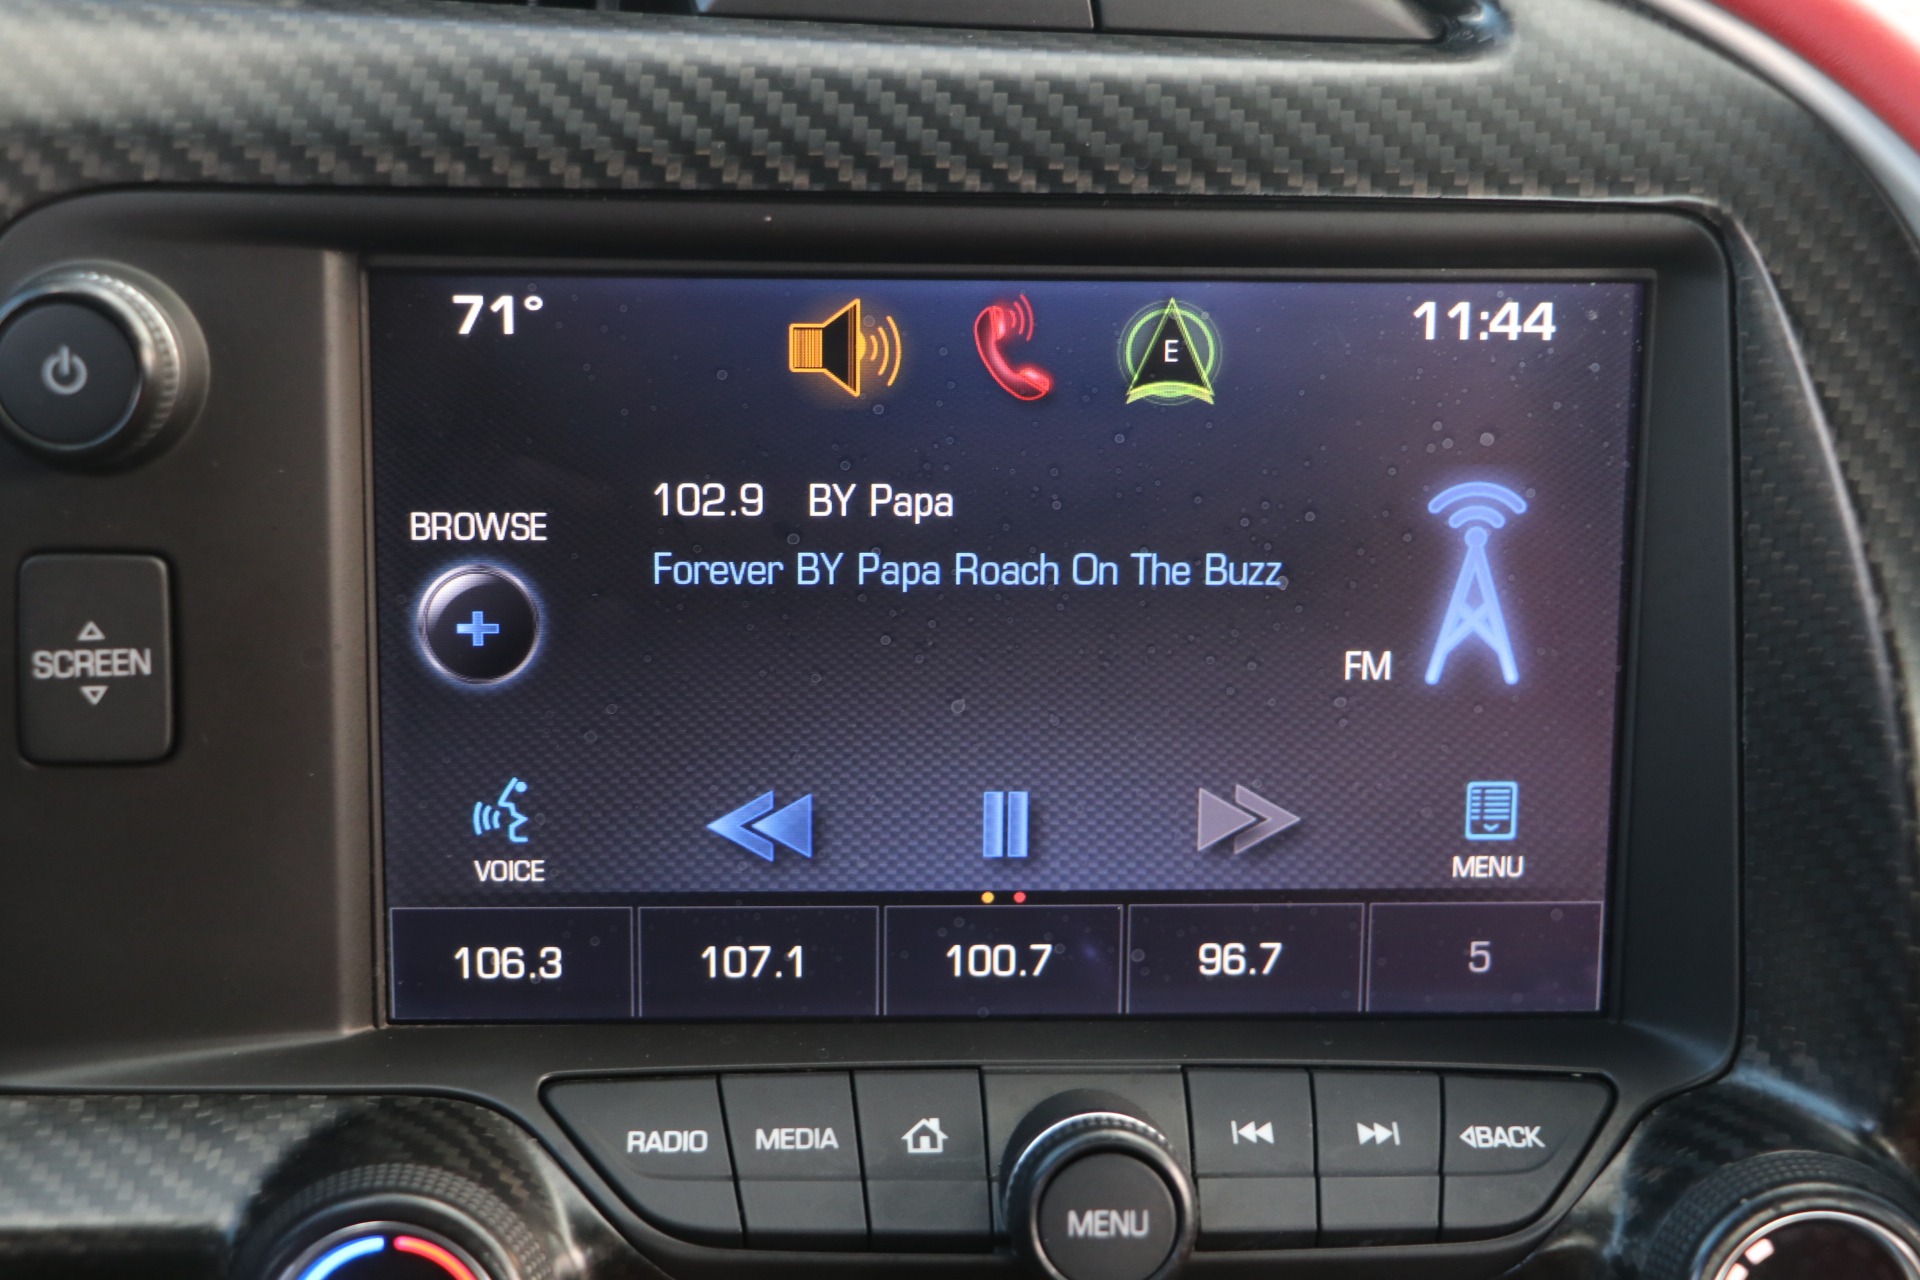 71°
11:44
E
102.9 BY Papa
Forever BY Papa Roach On The Buzz
BROWSE
FM
SCREEN
VOICE
MENU
106.3
107.1
100.7
96.7
5
RADIO
MEDIA
BACK
MENU